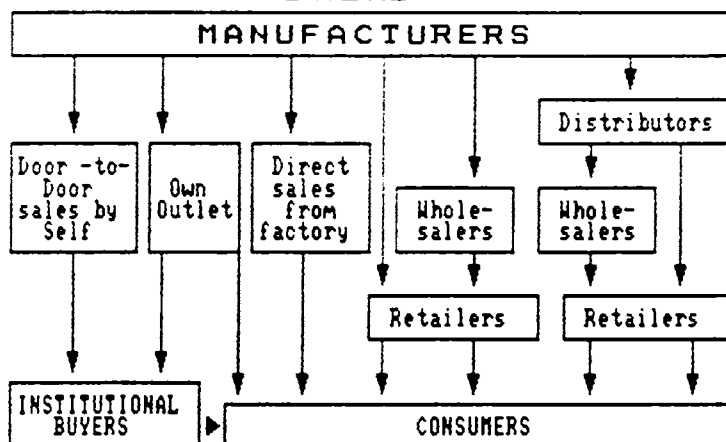 MANUFACTURERS
Distributors
Door -to-
Door
sales by
Self
Own
Outlet
Direct
sales
from
factory
Whole-
salers
Whole-
salers
Retailers
Retailers
INSTITUTIONAL
BUYERS
CONSUMERS